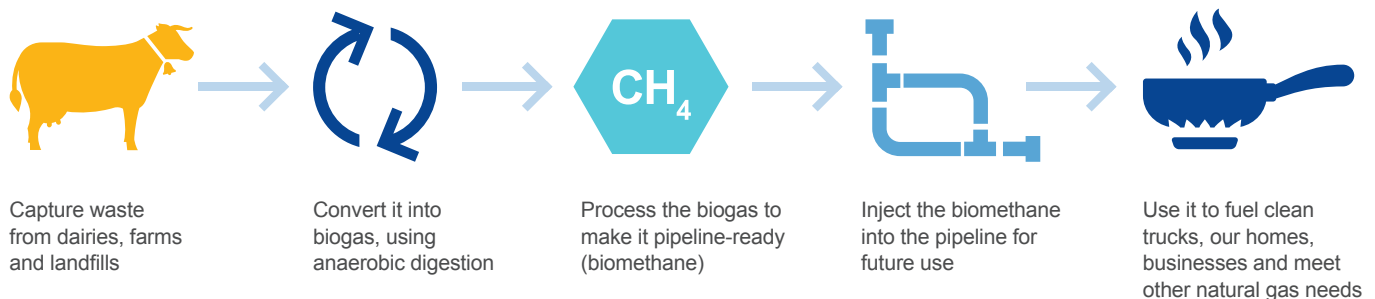 CH₄
Capture waste
from dairies, farms
and landfills
Convert it into
biogas, using
anaerobic digestion
Process the biogas to
make it pipeline-ready
(biomethane)
Inject the biomethane
into the pipeline for
future use
Use it to fuel clean
trucks, our homes,
businesses and meet
other natural gas needs